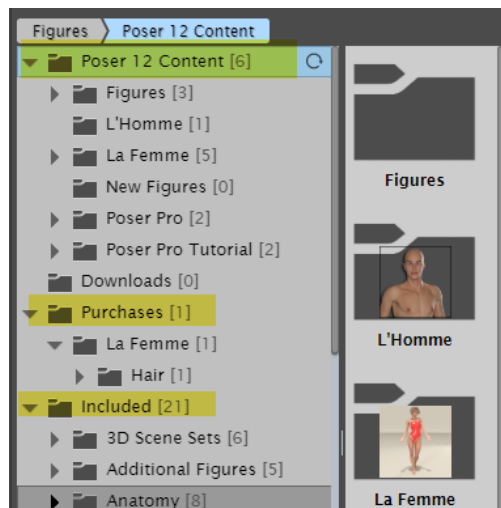 Figures Poser 12 Content
Poser 12 Content [6]
Figures [3]
L'Homme [1]
La Femme [5]
New Figures [0]
Poser Pro [2]
Poser Pro Tutorial [2]
Downloads [0]
Purchases [1]
La Femme [1]
Hair [1]
Included [21]
3D Scene Sets [6]
Additional Figures [5]
Anatomy [8]
Figures
L'Homme
La Femme